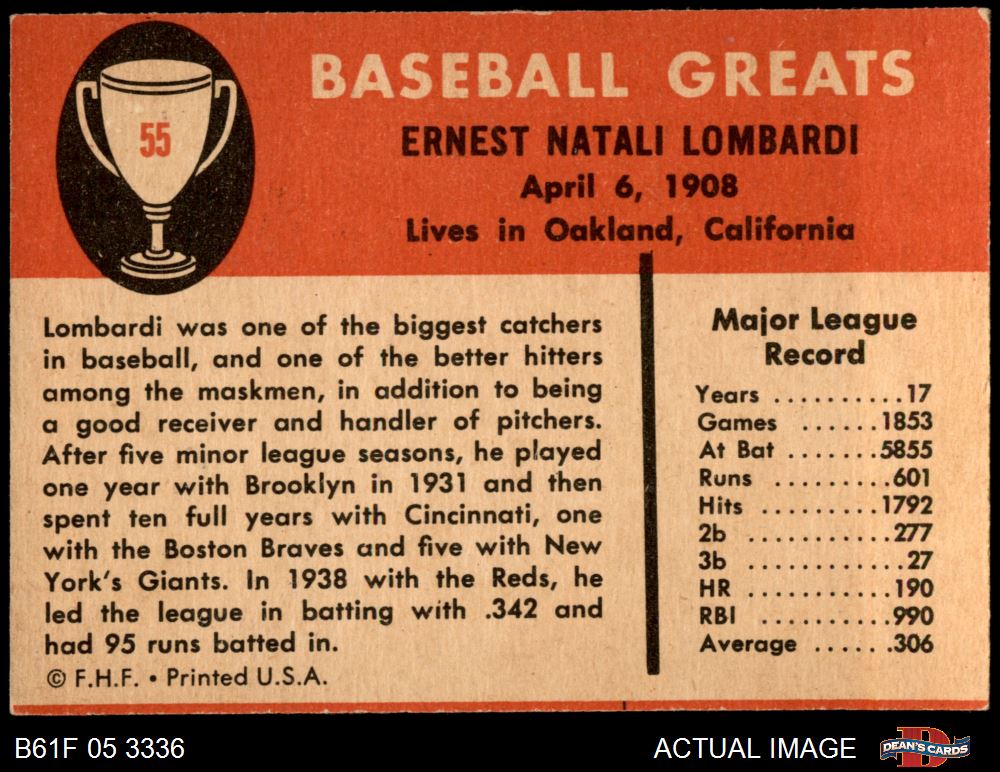 55
BASEBALL GREATS
ERNEST NATALI LOMBARDI
April 6, 1908
Lives in Oakland, California
Lombardi was one of the biggest catchers
in baseball, and one of the better hitters
among the maskmen, in addition to being
a good receiver and handler of pitchers.
After five minor league seasons, he played
one year with Brooklyn in 1931 and then
spent ten full years with Cincinnati, one
with the Boston Braves and five with New
York's Giants. In 1938 with the Reds, he
led the league in batting with .342 and
had 95 runs batted in.
© F.H.F. • Printed U.S.A.
Major League
Record
Years ..........17
Games ......1853
At Bat .......5855
Runs .........601
Hits .........1792
2b ...........277
3b ............27
HR ...........190
RBI ..........990
Average .......306
B61F 05 3336
ACTUAL IMAGE
D
DEAN'S CARDS